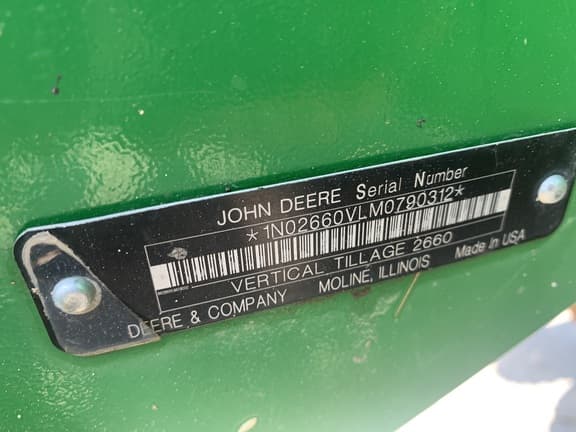 JOHN DEERE Serial Number
*1N02660VLM0790312*
VERTICAL TILLAGE 2660
DEERE & COMPANY MOLINE, ILLINOIS Made In USA